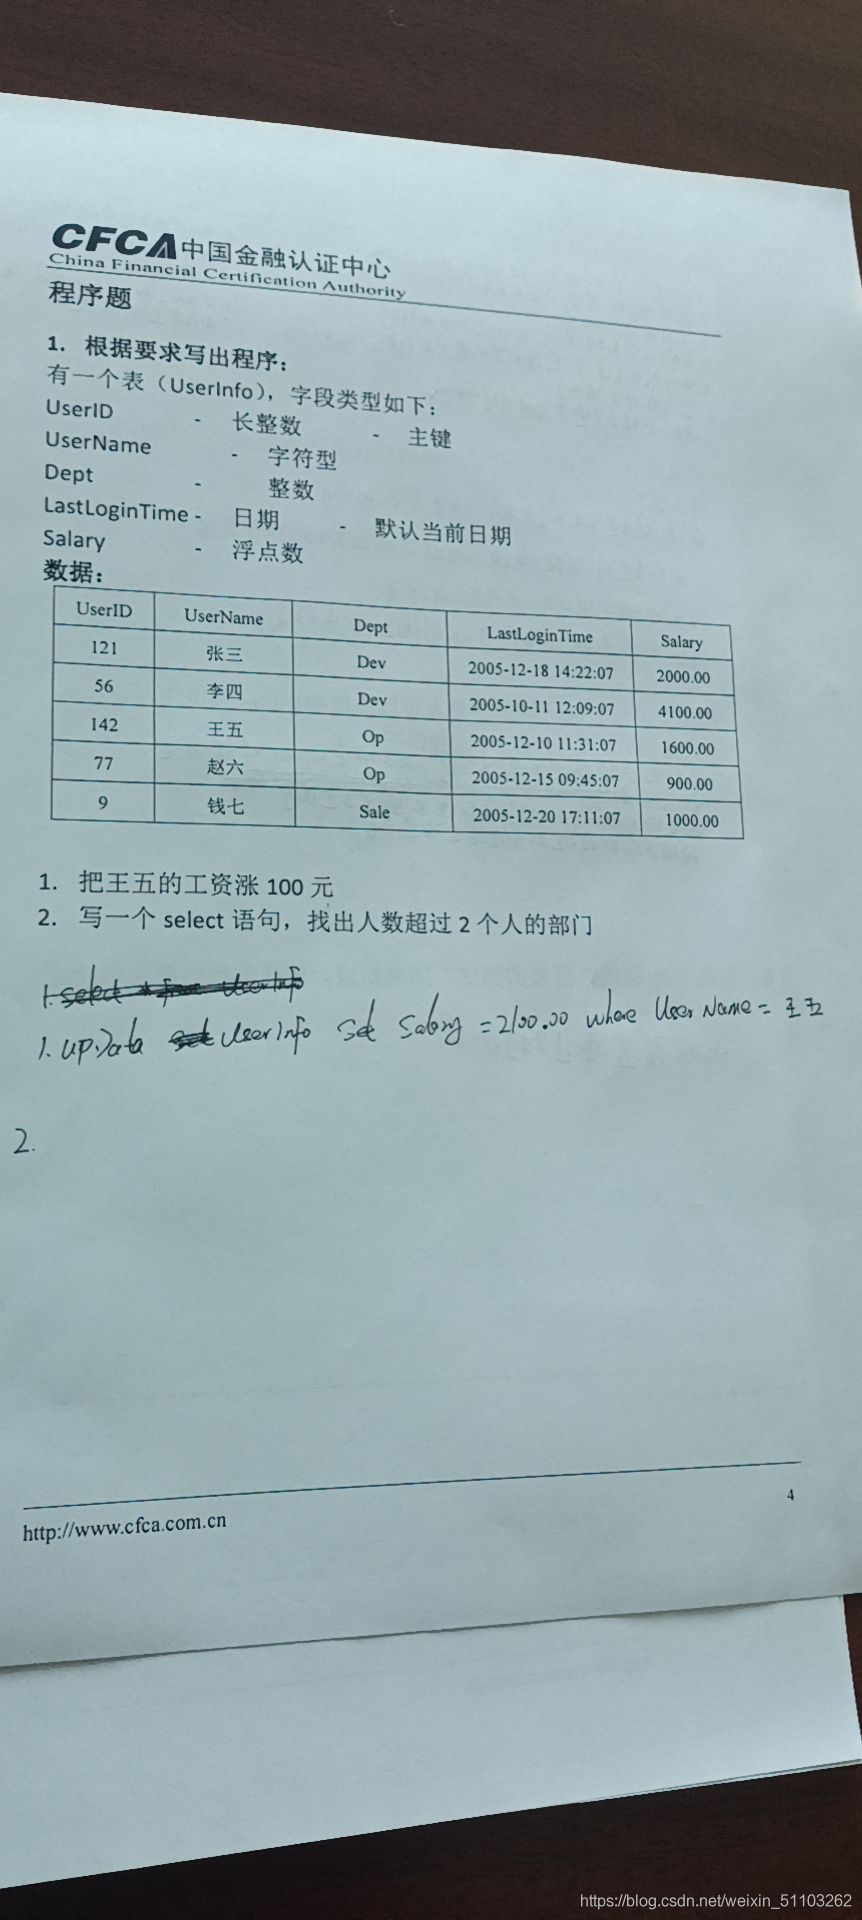 CFCA中国金融认证中心
China Financial Certification Authority
程序题
1. 根据要求写出程序：
有一个表（UserInfo），字段类型如下：
UserID - 长整数 - 主键
UserName - 字符型
Dept - 整数
LastLoginTime - 日期 - 默认当前日期
Salary - 浮点数
数据：
UserID UserName Dept LastLoginTime Salary
121 张三 Dev 2005-12-18 14:22:07 2000.00
56 李四 Dev 2005-10-11 12:09:07 4100.00
142 王五 Op 2005-12-10 11:31:07 1600.00
77 赵六 Op 2005-12-15 09:45:07 900.00
9 钱七 Sale 2005-12-20 17:11:07 1000.00
1. 把王五的工资涨 100 元
2. 写一个 select 语句，找出人数超过 2 个人的部门
1. select * from UserInfo
1. upData set UserInfo set Salary =2100.00 where UserName= 王五
2.
4
http://www.cfca.com.cn
https://blog.csdn.net/weixin_51103262